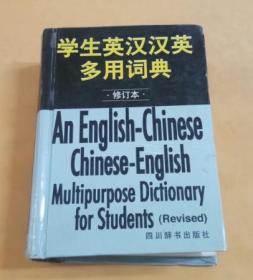 学生英汉汉英
多用词典
·修订本·
An English-Chinese
Chinese-English
Multipurpose Dictionary
for Students (Revised)
四川辞书出版社